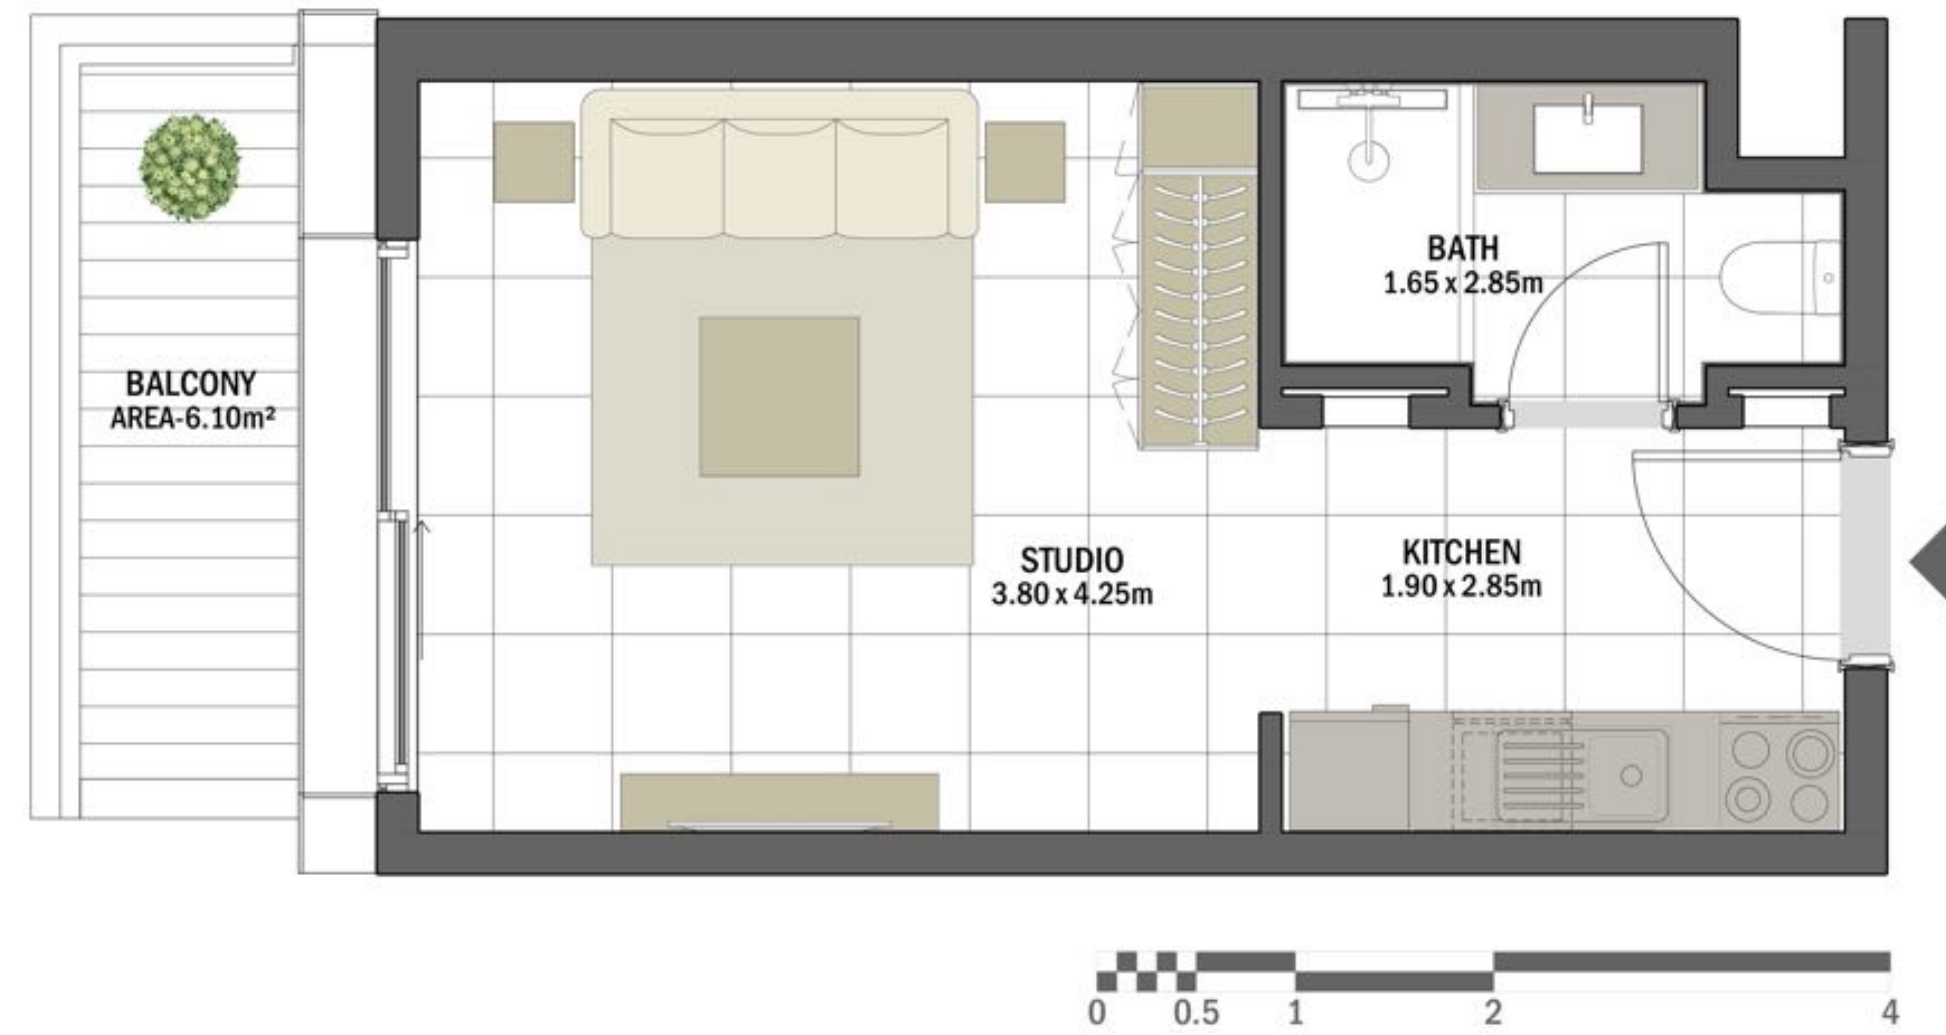 BATH
1.65 x 2.85m
BALCONY
AREA-6.10m²
STUDIO
3.80 x 4.25m
KITCHEN
1.90 x 2.85m
0 0.5 1 2 4